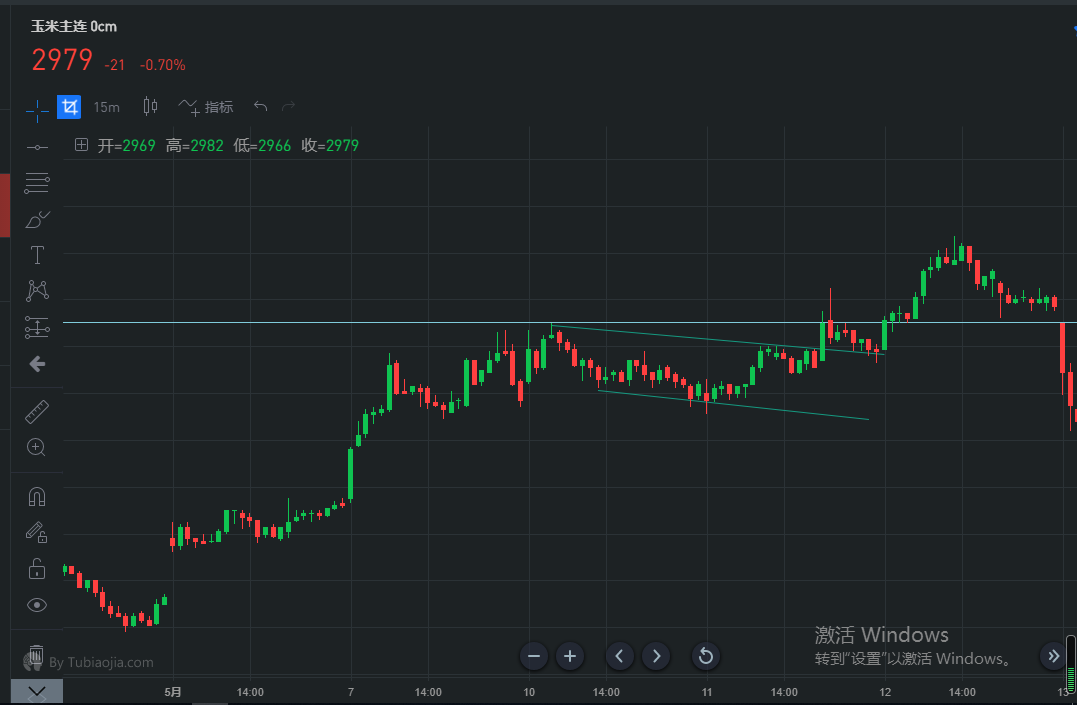 玉米主连 0cm
2979 -21 -0.70%
15m 指标
开=2969 高=2982 低=2966 收=2979
T
激活 Windows
转到"设置"以激活 Windows。
By Tubiaojia.com
5月 14:00 7 14:00 10 14:00 11 14:00 12 14:00 13